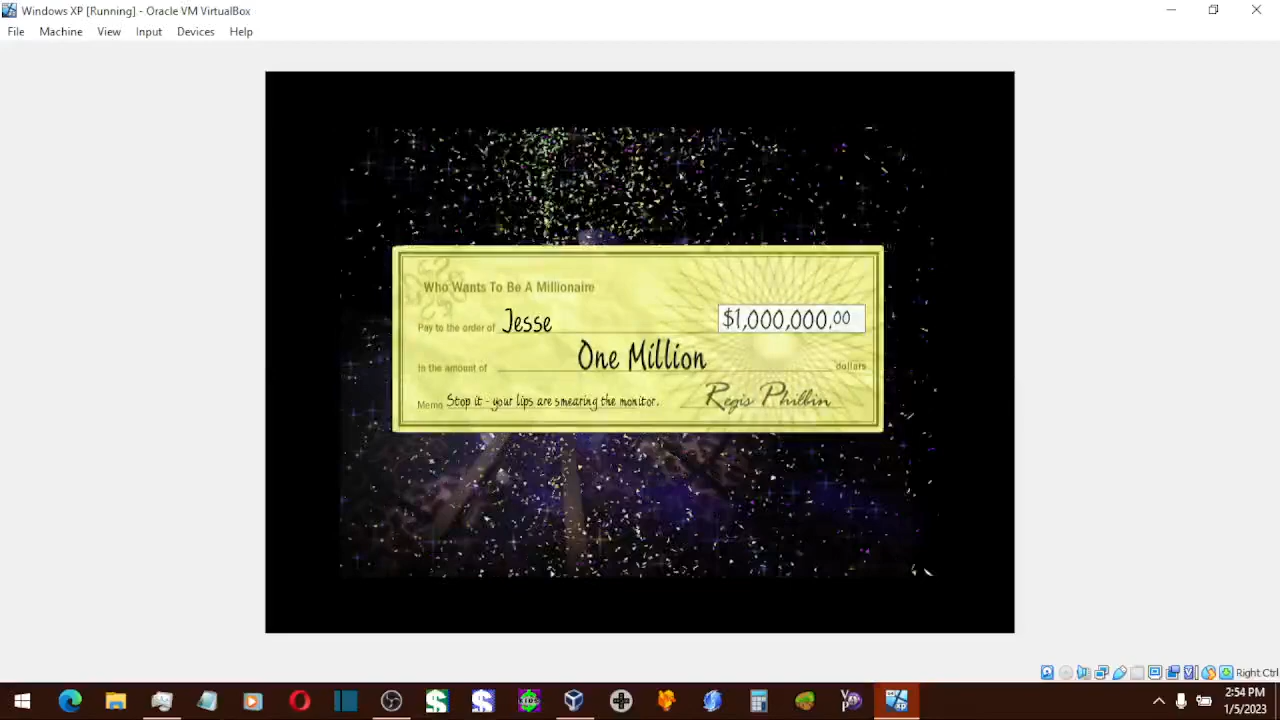 Windows XP [Running] - Oracle VM VirtualBox
File Machine View Input Devices Help
Who Wants To Be A Millionaire
Pay to the order of Jesse $1,000,000.00
In the amount of One Million dollars
Memo Stop it - your lips are smearing the monitor. Regis Philbin
Right Ctrl
2:54 PM
1/5/2023